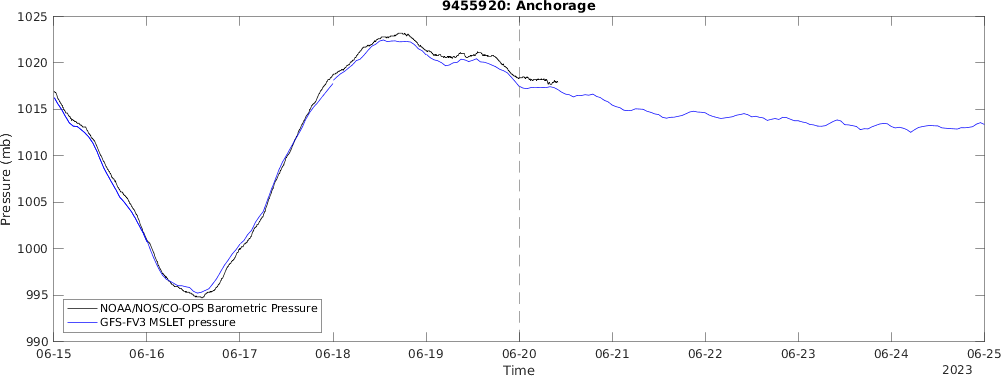 9455920: Anchorage
Pressure (mb)
1025
1020
1015
1010
1005
1000
995
990
NOAA/NOS/CO-OPS Barometric Pressure
GFS-FV3 MSLET pressure
06-15 06-16 06-17 06-18 06-19 06-20 06-21 06-22 06-23 06-24 06-25
Time
2023